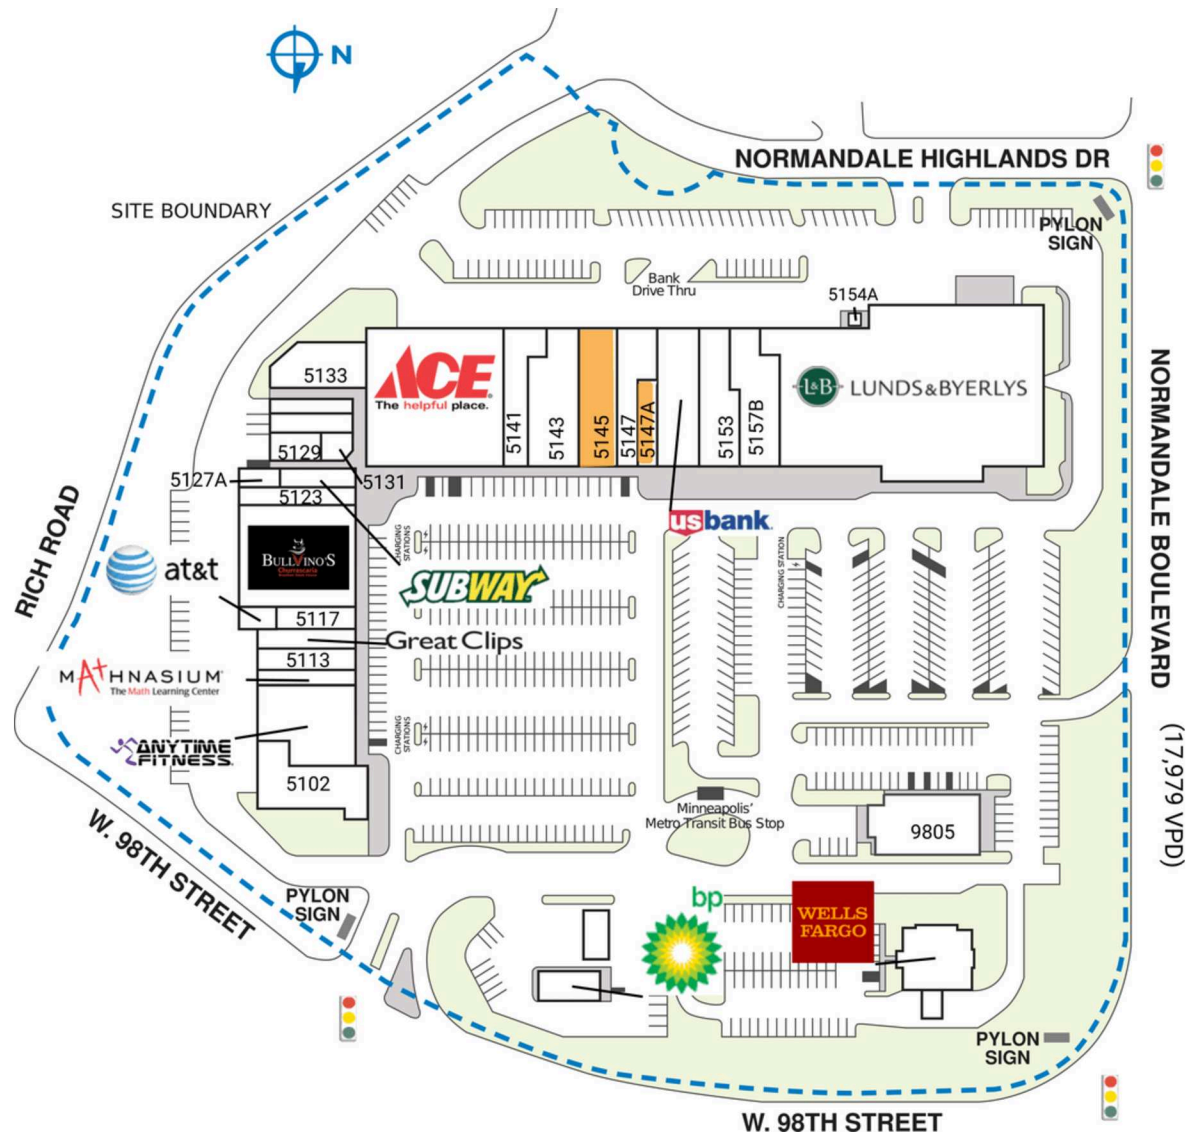 N
NORMANDALE HIGHLANDS DR
SITE BOUNDARY
PYLON
SIGN
Bank
Drive Thru
5154A
ACE
The helpful place.
5133
5141
5143
5145
5147
5147A
5153
5157B
L&B LUNDS & BYERLYS
NORMANDALE BOULEVARD
(17,979 VPD)
5129
5131
5127A
5123
usbank
BULLVINO'S
Churrascaria
CHARGING
STATIONS
CHARGING STATION
RICH ROAD
at&t
SUBWAY
5117
Great Clips
5113
MATHNASIUM
The Math Learning Center
CHARGING
STATIONS
ANYTIME
FITNESS
5102
Minneapolis'
Metro Transit Bus Stop
9805
W. 98TH STREET
PYLON
SIGN
bp
WELLS
FARGO
PYLON
SIGN
W. 98TH STREET